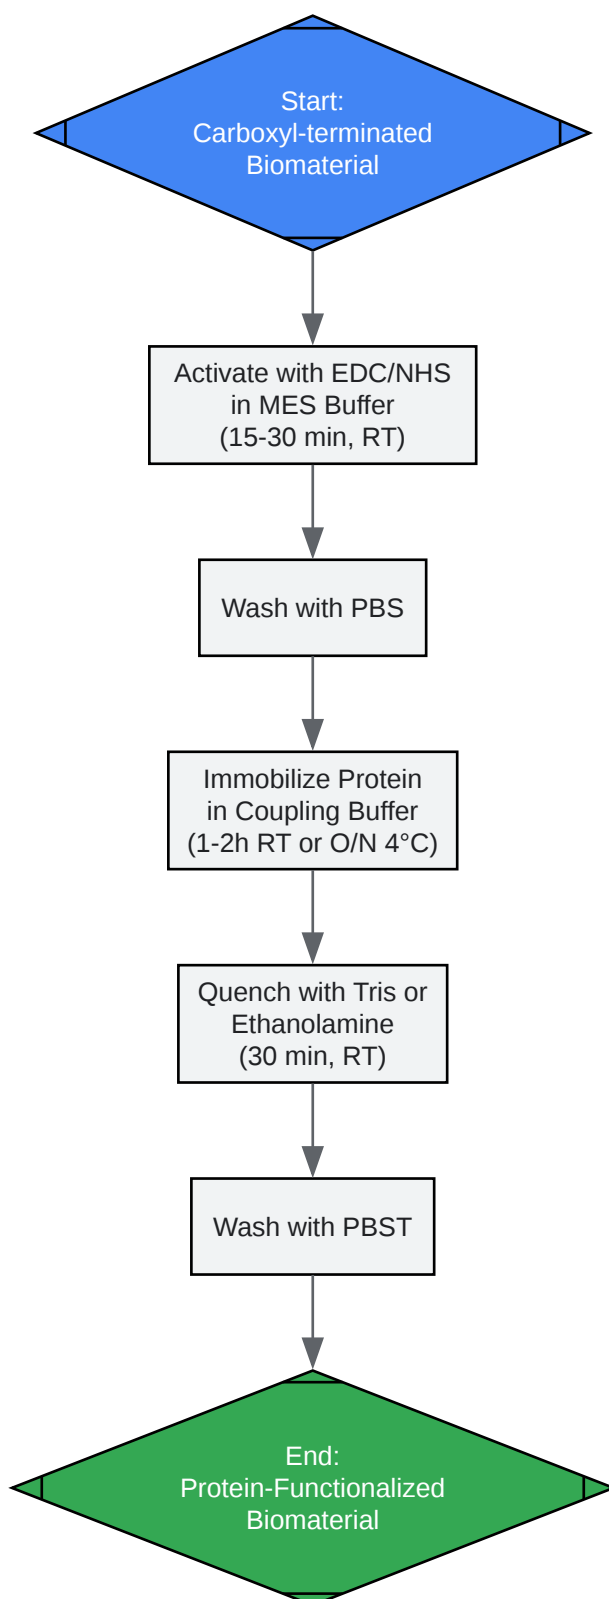 Start:
Carboxyl-terminated
Biomaterial
Activate with EDC/NHS
in MES Buffer
(15-30 min, RT)
Wash with PBS
Immobilize Protein
in Coupling Buffer
(1-2h RT or O/N 4°C)
Quench with Tris or
Ethanolamine
(30 min, RT)
Wash with PBST
End:
Protein-Functionalized
Biomaterial